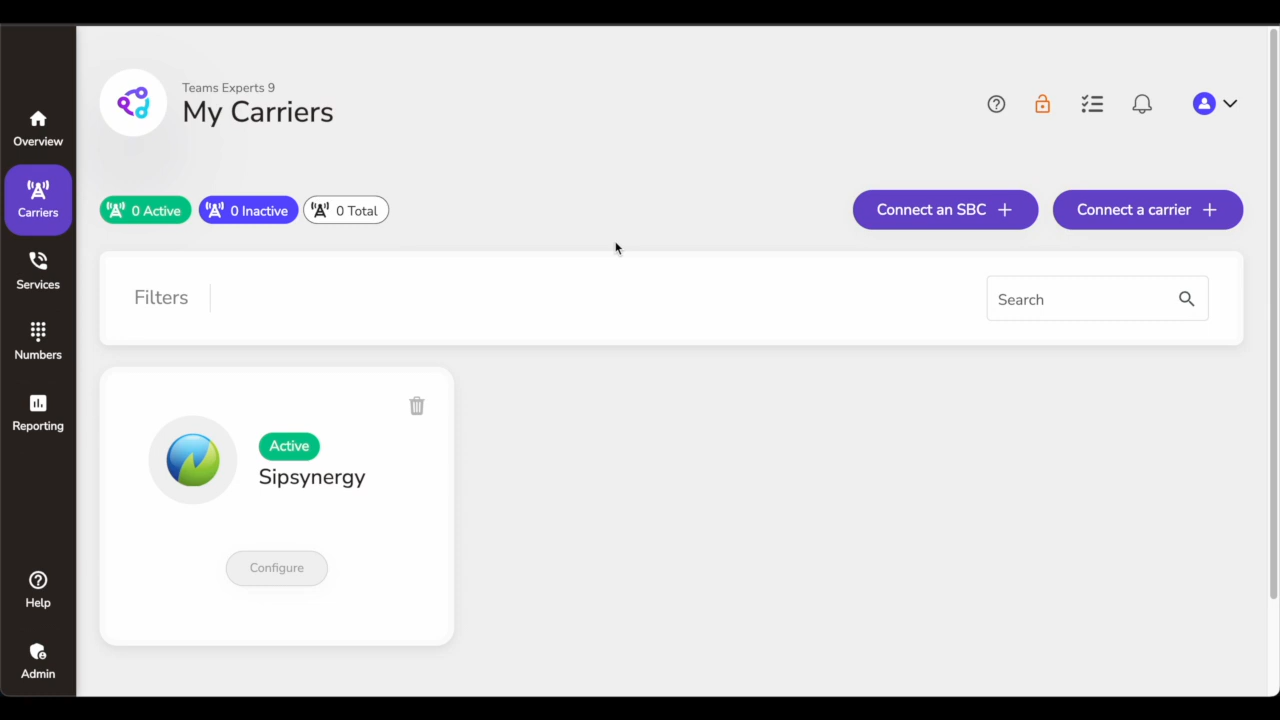 Teams Experts 9
My Carriers
Overview
Carriers
Services
Numbers
Reporting
Help
Admin
0 Active
0 Inactive
0 Total
Connect an SBC +
Connect a carrier +
Filters
Search
Active
Sipsynergy
Configure